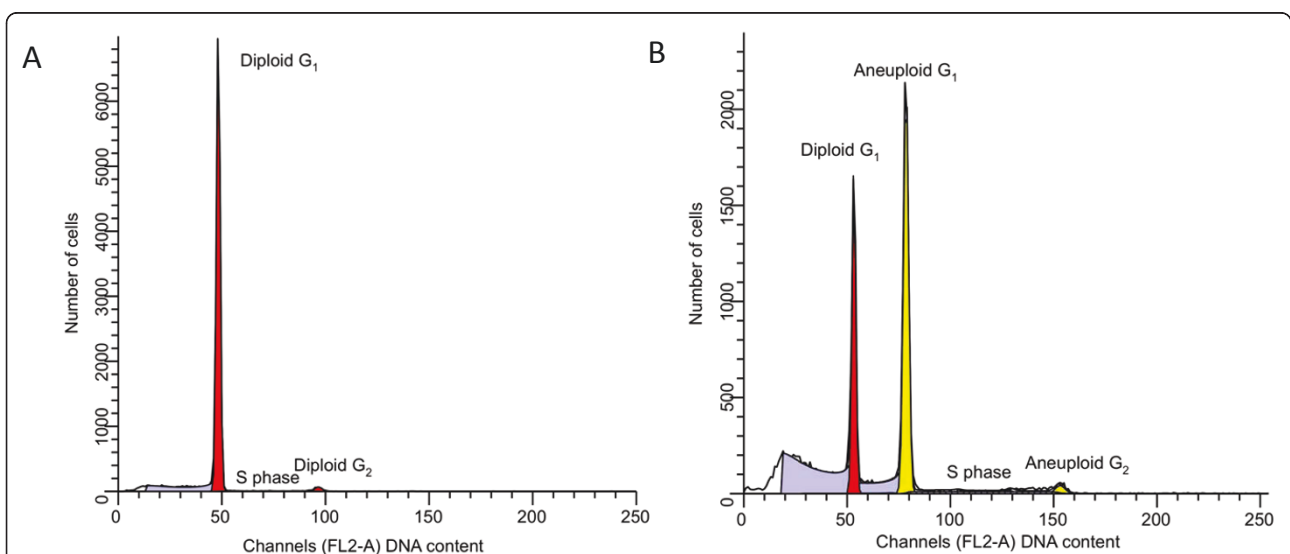 A
Diploid G₁
Number of cells
6000
5000
4000
3000
2000
1000
0
S phase
Diploid G₂
0 50 100 150 200 250
Channels (FL2-A) DNA content
B
Aneuploid G₁
Diploid G₁
Number of cells
2000
1500
1000
500
0
S phase
Aneuploid G₂
0 50 100 150 200 250
Channels (FL2-A) DNA content